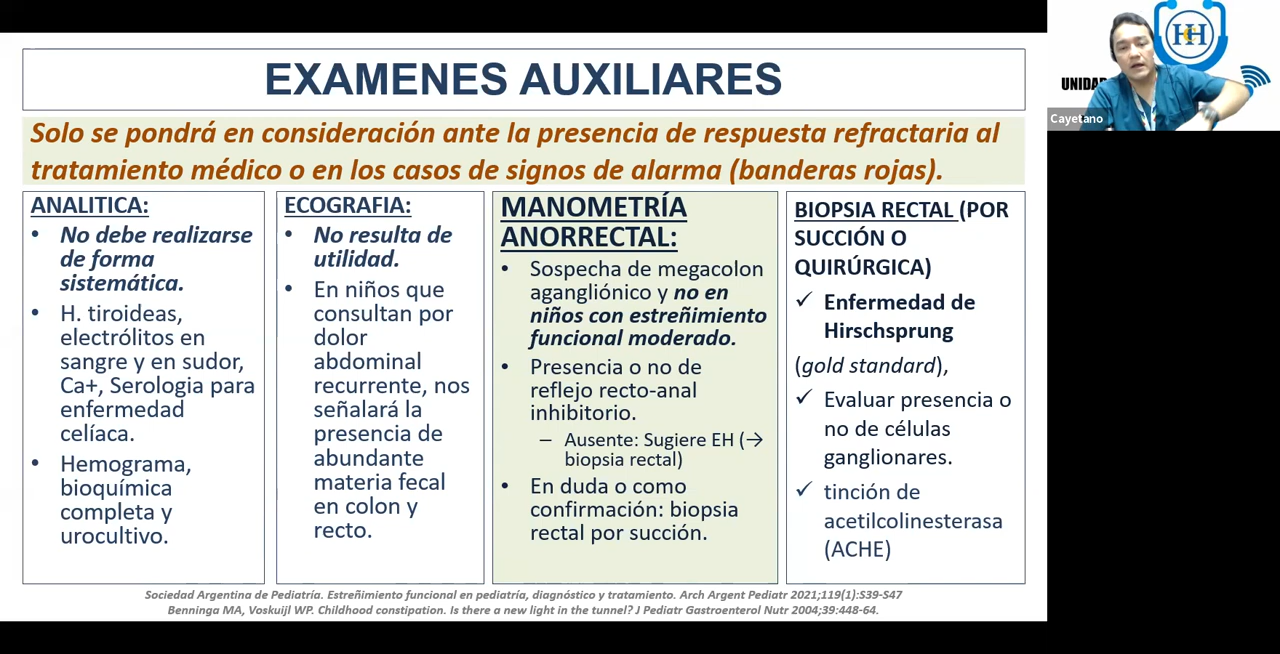 EXAMENES AUXILIARES
Solo se pondrá en consideración ante la presencia de respuesta refractaria al
tratamiento médico o en los casos de signos de alarma (banderas rojas).
ANALITICA:
• No debe realizarse
de forma
sistemática.
• H. tiroideas,
electrólitos en
sangre y en sudor,
Ca+, Serologia para
enfermedad
celíaca.
• Hemograma,
bioquímica
completa y
urocultivo.
ECOGRAFIA:
• No resulta de
utilidad.
• En niños que
consultan por
dolor
abdominal
recurrente, nos
señalará la
presencia de
abundante
materia fecal
en colon y
recto.
MANOMETRÍA
ANORRECTAL:
• Sospecha de megacolon
agangliónico y no en
niños con estreñimiento
funcional moderado.
• Presencia o no de
reflejo recto-anal
inhibitorio.
– Ausente: Sugiere EH (→
biopsia rectal)
• En duda o como
confirmación: biopsia
rectal por succión.
BIOPSIA RECTAL (POR
SUCCIÓN O
QUIRÚRGICA)
✓ Enfermedad de
Hirschsprung
(gold standard),
✓ Evaluar presencia o
no de células
ganglionares.
✓ tinción de
acetilcolinesterasa
(ACHE)
Sociedad Argentina de Pediatría. Estreñimiento funcional en pediatría, diagnóstico y tratamiento. Arch Argent Pediatr 2021;119(1):S39-S47
Benninga MA, Voskuijl WP. Childhood constipation. Is there a new light in the tunnel? J Pediatr Gastroenterol Nutr 2004;39:448-64.
HCH
UNIDAD
Cayetano